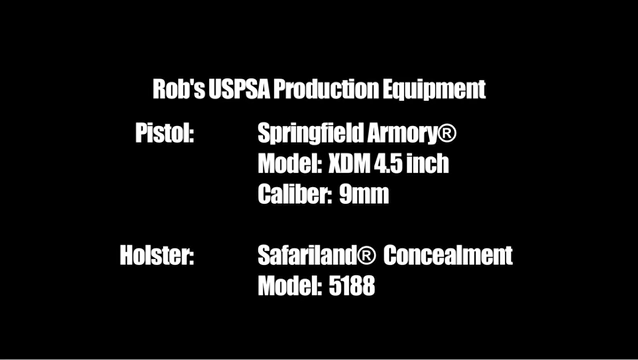 Rob's USPSA Production Equipment
Pistol: Springfield Armory®
Model: XDM 4.5 inch
Caliber: 9mm
Holster: Safariland® Concealment
Model: 5188